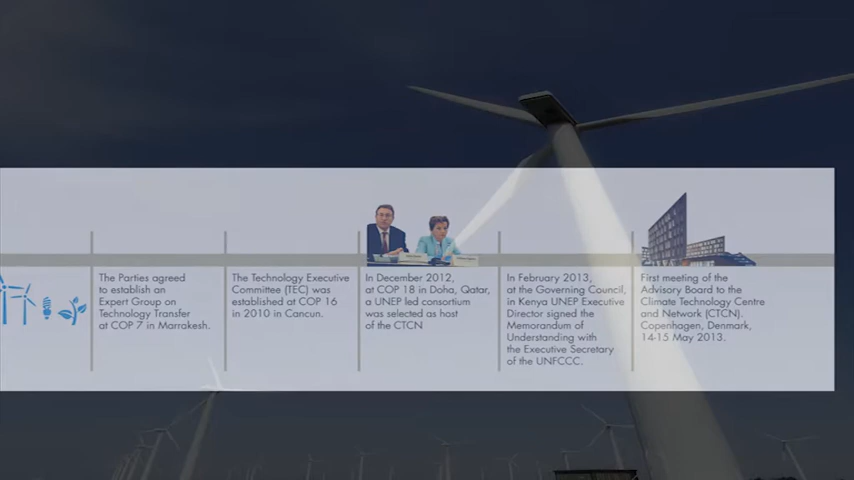 The Parties agreed
to establish an
Expert Group on
Technology Transfer
at COP 7 in Marrakesh.
The Technology Executive
Committee (TEC) was
established at COP 16
in 2010 in Cancun.
In December 2012,
at COP 18 in Doha, Qatar,
a UNEP led consortium
was selected as host
of the CTCN
In February 2013,
at the Governing Council,
in Kenya UNEP Executive
Director signed the
Memorandum of
Understanding with
the Executive Secretary
of the UNFCCC.
First meeting of the
Advisory Board to the
Climate Technology Centre
and Network (CTCN).
Copenhagen, Denmark,
14-15 May 2013.